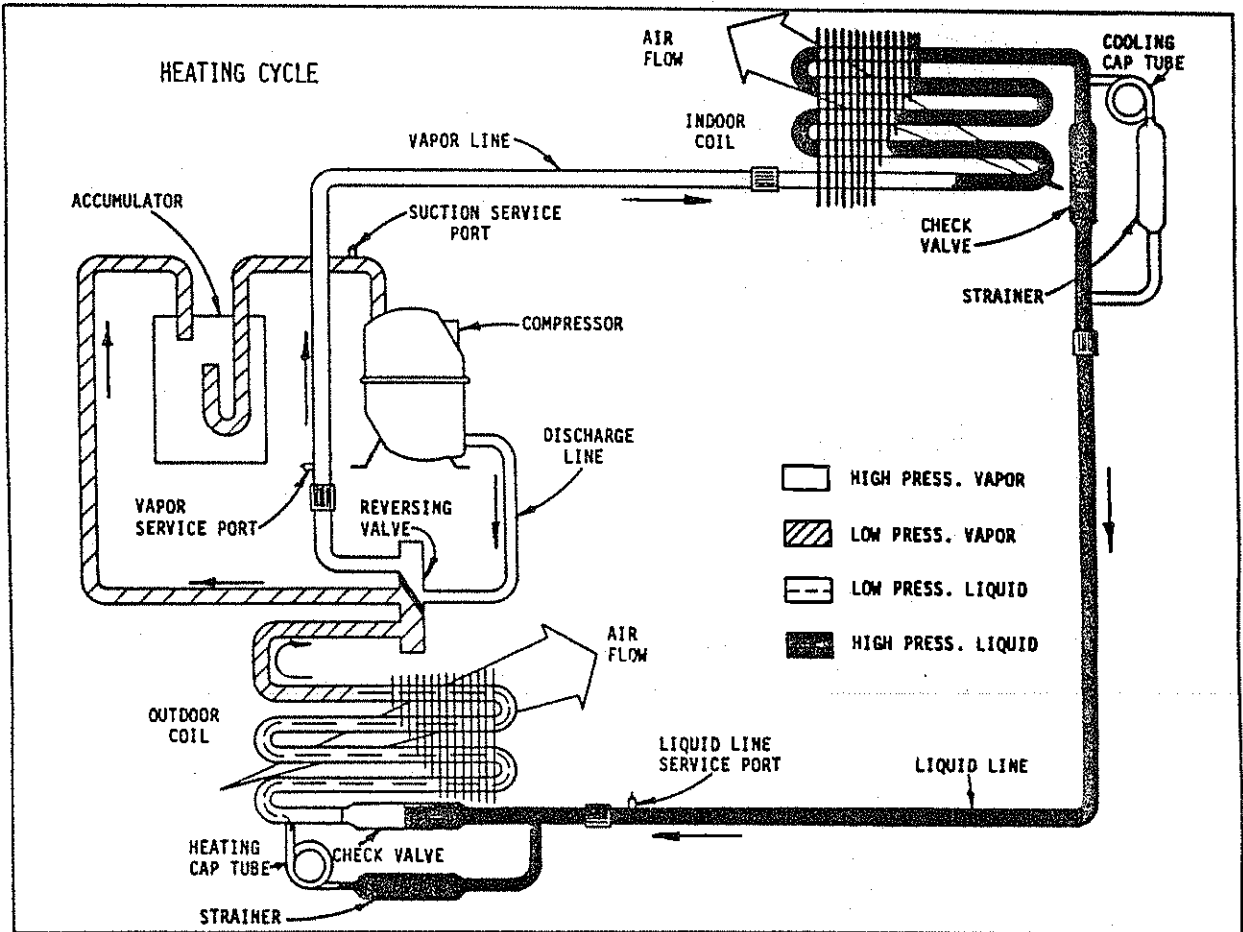 HEATING CYCLE
AIR
FLOW
COOLING
CAP TUBE
INDOOR
COIL
VAPOR LINE
ACCUMULATOR
SUCTION SERVICE
PORT
CHECK
VALVE
STRAINER
COMPRESSOR
DISCHARGE
LINE
VAPOR
SERVICE PORT
REVERSING
VALVE
HIGH PRESS. VAPOR
LOW PRESS. VAPOR
LOW PRESS. LIQUID
HIGH PRESS. LIQUID
AIR
FLOW
OUTDOOR
COIL
LIQUID LINE
SERVICE PORT
LIQUID LINE
HEATING
CAP TUBE
CHECK VALVE
STRAINER